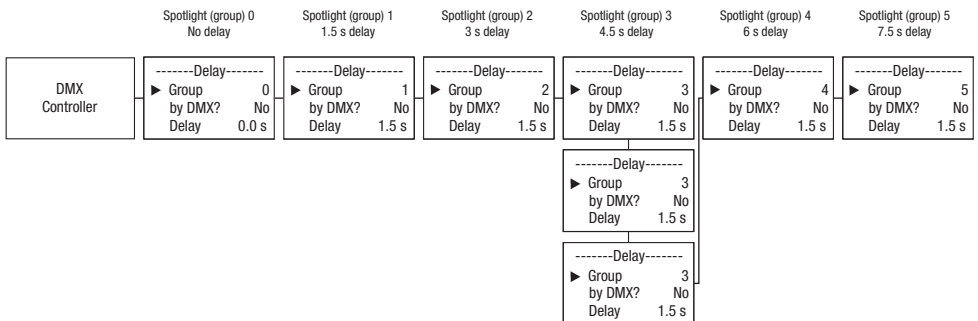 Spotlight (group) 0
No delay
Spotlight (group) 1
1.5 s delay
Spotlight (group) 2
3 s delay
Spotlight (group) 3
4.5 s delay
Spotlight (group) 4
6 s delay
Spotlight (group) 5
7.5 s delay
DMX
Controller
-------Delay-------
▶ Group 0
by DMX? No
Delay 0.0 s
-------Delay-------
▶ Group 1
by DMX? No
Delay 1.5 s
-------Delay-------
▶ Group 2
by DMX? No
Delay 1.5 s
-------Delay-------
▶ Group 3
by DMX? No
Delay 1.5 s
-------Delay-------
▶ Group 3
by DMX? No
Delay 1.5 s
-------Delay-------
▶ Group 3
by DMX? No
Delay 1.5 s
-------Delay-------
▶ Group 4
by DMX? No
Delay 1.5 s
-------Delay-------
▶ Group 5
by DMX? No
Delay 1.5 s